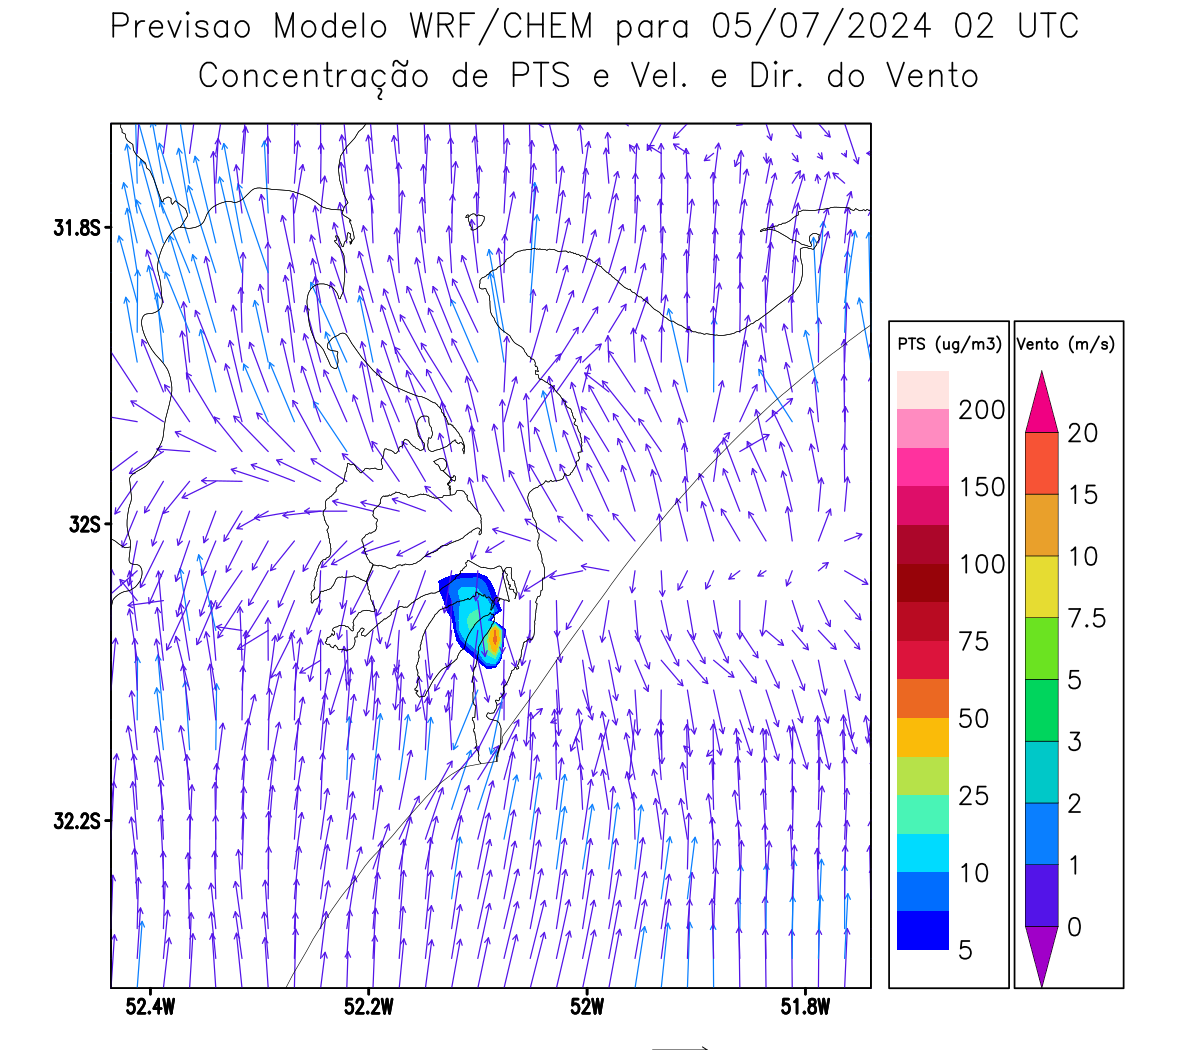 Previsao Modelo WRF/CHEM para 05/07/2024 02 UTC
Concentração de PTS e Vel. e Dir. do Vento
31.8S
32S
32.2S
52.4W
52.2W
52W
51.8W
PTS (ug/m3)
200
150
100
75
50
25
10
5
Vento (m/s)
20
15
10
7.5
5
3
2
1
0